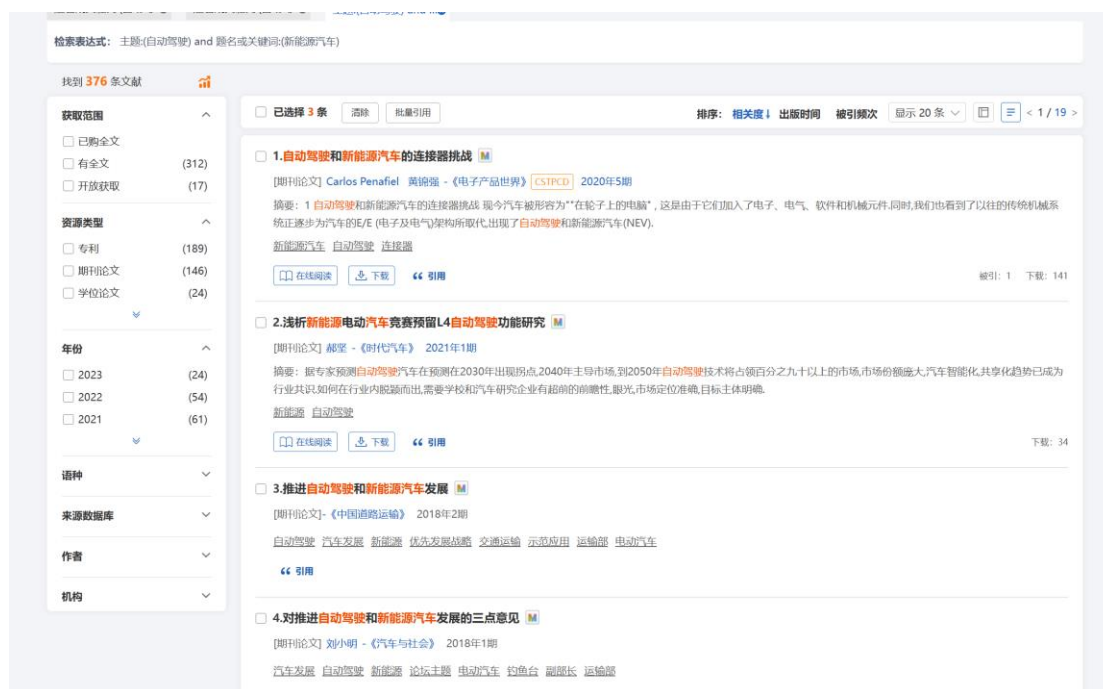 检索表达式： 主题:(自动驾驶) and 题名或关键词:(新能源汽车)
找到 376 条文献
获取范围
已购全文
有全文 (312)
开放获取 (17)
资源类型
专利 (189)
期刊论文 (146)
学位论文 (24)
年份
2023 (24)
2022 (54)
2021 (61)
语种
来源数据库
作者
机构
已选择 3 条 清除 批量引用 排序： 相关度↓ 出版时间 被引频次 显示 20 条 < 1 / 19 >
1.自动驾驶和新能源汽车的连接器挑战 M
[期刊论文] Carlos Penafiel 黄锦强 -《电子产品世界》 CSTPCD 2020年5期
摘要： 1 自动驾驶和新能源汽车的连接器挑战 现今汽车被形容为""在轮子上的电脑"，这是由于它们加入了电子、电气、软件和机械元件.同时,我们也看到了以往的传统机械系
统正逐步为汽车的E/E (电子及电气)架构所取代,出现了自动驾驶和新能源汽车(NEV).
新能源汽车 自动驾驶 连接器
在线阅读 下载 引用 被引：1 下载：141
2.浅析新能源电动汽车竞赛预留L4自动驾驶功能研究 M
[期刊论文] 郝坚 -《时代汽车》 2021年1期
摘要： 据专家预测自动驾驶汽车在预测在2030年出现拐点,2040年主导市场,到2050年自动驾驶技术将占领百分之九十以上的市场,市场份额庞大,汽车智能化,共享化趋势已成为
行业共识.如何在行业内脱颖而出,需要学校和汽车研究企业有超前的前瞻性,眼光,市场定位准确,目标主体明确.
新能源 自动驾驶
在线阅读 下载 引用 下载：34
3.推进自动驾驶和新能源汽车发展 M
[期刊论文]-《中国道路运输》 2018年2期
自动驾驶 汽车发展 新能源 优先发展战略 交通运输 示范应用 运输部 电动汽车
引用
4.对推进自动驾驶和新能源汽车发展的三点意见 M
[期刊论文] 刘小明 -《汽车与社会》 2018年1期
汽车发展 自动驾驶 新能源 论坛主题 电动汽车 钓鱼台 副部长 运输部